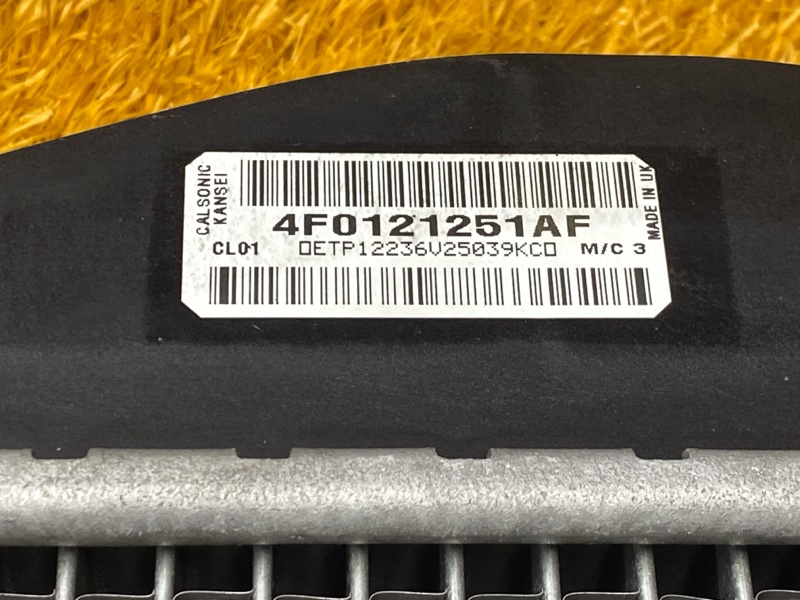 CALSONIC
KANSEI
4F0121251AF
CL01 0ETP12236V25039KC0 M/C 3
MADE IN UK